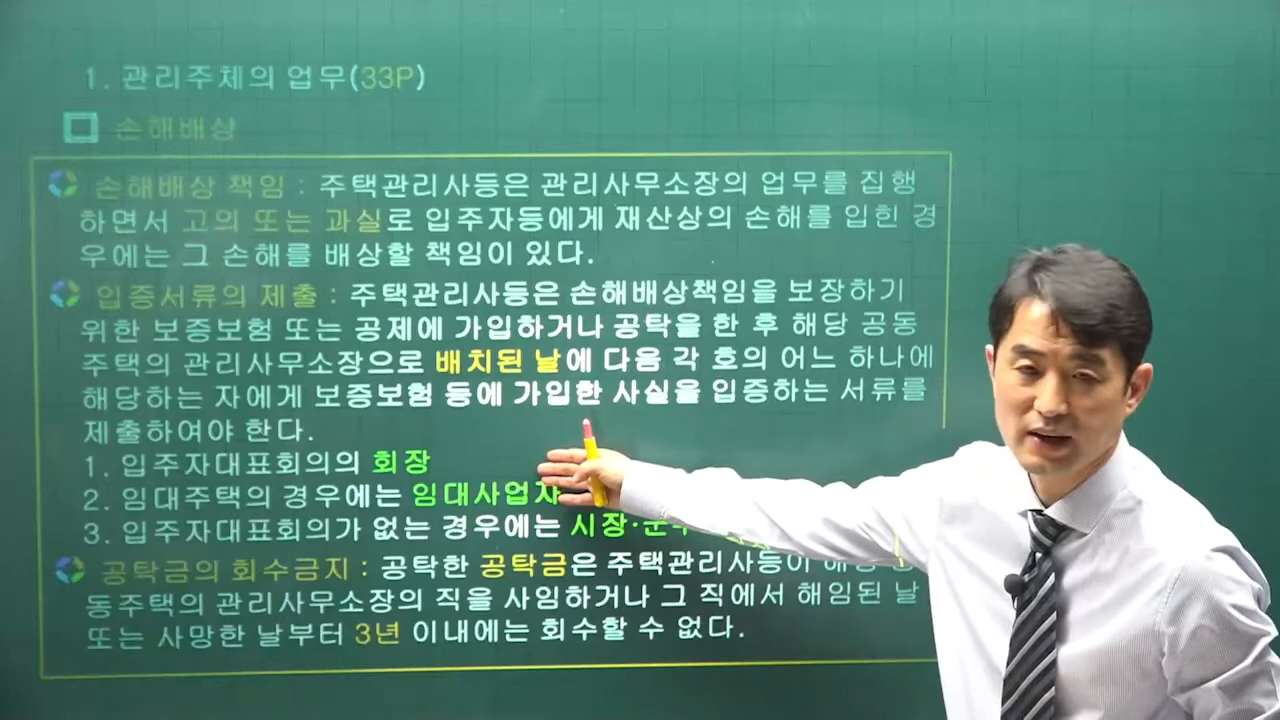 1. 관리주체의 업무(33P)
손해배상
손해배상 책임 : 주택관리사등은 관리사무소장의 업무를 집행
하면서 고의 또는 과실로 입주자등에게 재산상의 손해를 입힌 경
우에는 그 손해를 배상할 책임이 있다.
입증서류의 제출 : 주택관리사등은 손해배상책임을 보장하기
위한 보증보험 또는 공제에 가입하거나 공탁을 한 후 해당 공동
주택의 관리사무소장으로 배치된 날에 다음 각 호의 어느 하나에
해당하는 자에게 보증보험 등에 가입한 사실을 입증하는 서류를
제출하여야 한다.
1. 입주자대표회의의 회장
2. 임대주택의 경우에는 임대사업자
3. 입주자대표회의가 없는 경우에는 시장·군수
공탁금의 회수금지 : 공탁한 공탁금은 주택관리사등이 해당
동주택의 관리사무소장의 직을 사임하거나 그 직에서 해임된 날
또는 사망한 날부터 3년 이내에는 회수할 수 없다.